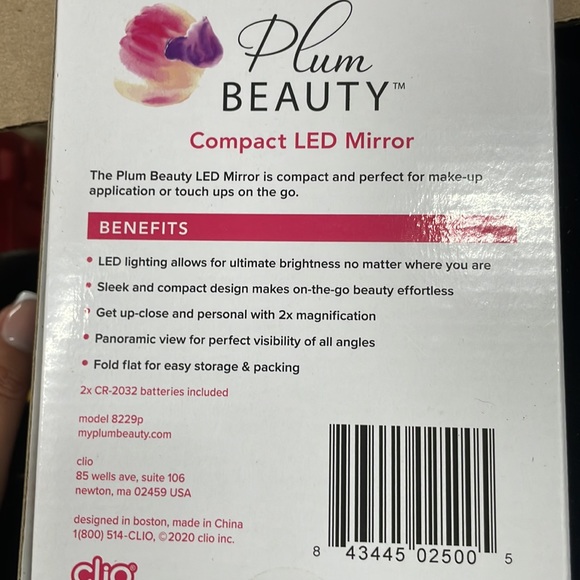 Plum
BEAUTY™
Compact LED Mirror
The Plum Beauty LED Mirror is compact and perfect for make-up
application or touch ups on the go.
BENEFITS
• LED lighting allows for ultimate brightness no matter where you are
• Sleek and compact design makes on-the-go beauty effortless
• Get up-close and personal with 2x magnification
• Panoramic view for perfect visibility of all angles
• Fold flat for easy storage & packing
2x CR-2032 batteries included
model 8229p
myplumbeauty.com
clio
85 wells ave, suite 106
newton, ma 02459 USA
designed in boston, made in China
1(800) 514-CLIO, ©2020 clio inc.
8 43445 02500 5
clio®